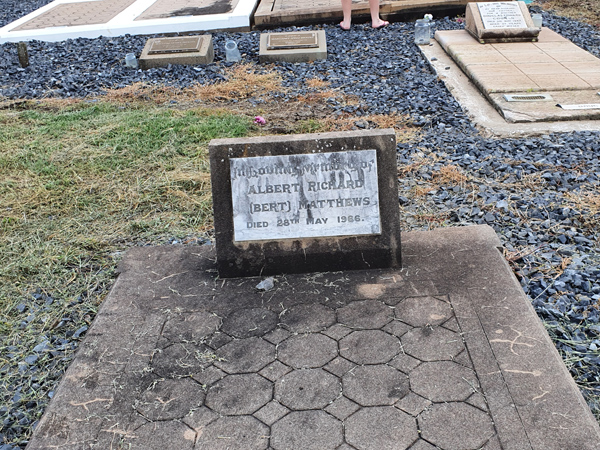 In Loving Memory of
ALBERT RICHARD
(BERT) MATTHEWS
DIED 28TH MAY 1966.